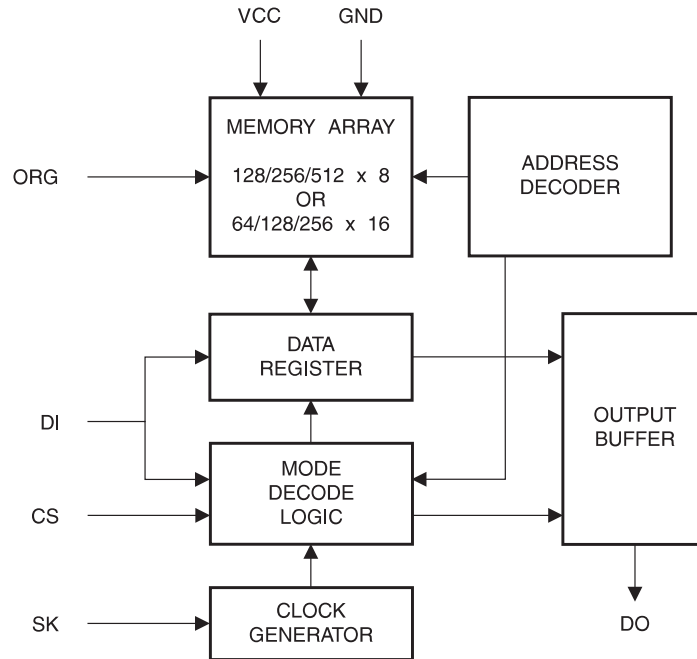 VCC
GND
MEMORY ARRAY
128/256/512 x 8
OR
64/128/256 x 16
ORG
ADDRESS
DECODER
DATA
REGISTER
DI
OUTPUT
BUFFER
MODE
DECODE
LOGIC
CS
CLOCK
GENERATOR
SK
DO